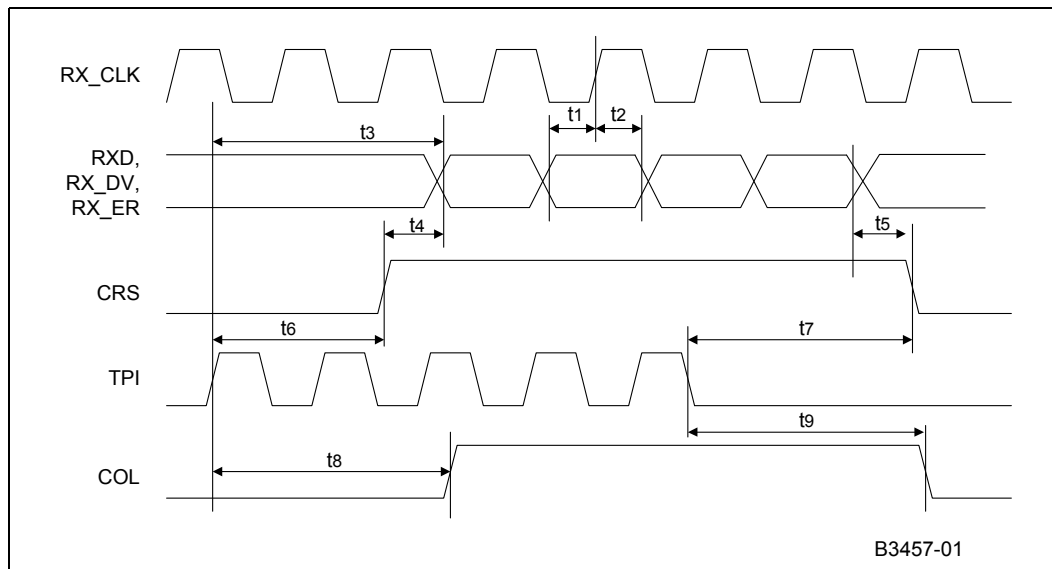 RX_CLK
t1
t2
t3
RXD,
RX_DV,
RX_ER
t4
t5
CRS
t6
t7
TPI
t9
t8
COL
B3457-01